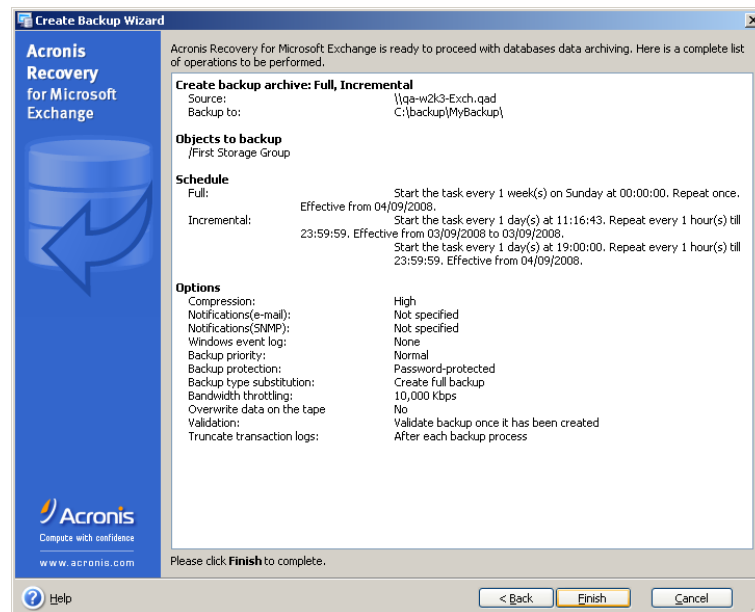 Create Backup Wizard
Acronis
Recovery
for Microsoft
Exchange
Acronis Recovery for Microsoft Exchange is ready to proceed with databases data archiving. Here is a complete list
of operations to be performed.
Create backup archive: Full, Incremental
Source: \\qa-w2k3-Exch.qad
Backup to: C:\backup\MyBackup\
Objects to backup
/First Storage Group
Schedule
Full: Start the task every 1 week(s) on Sunday at 00:00:00. Repeat once.
Effective from 04/09/2008.
Incremental: Start the task every 1 day(s) at 11:16:43. Repeat every 1 hour(s) till
23:59:59. Effective from 03/09/2008 to 03/09/2008.
Start the task every 1 day(s) at 19:00:00. Repeat every 1 hour(s) till
23:59:59. Effective from 04/09/2008.
Options
Compression: High
Notifications(e-mail): Not specified
Notifications(SNMP): Not specified
Windows event log: None
Backup priority: Normal
Backup protection: Password-protected
Backup type substitution: Create full backup
Bandwidth throttling: 10,000 Kbps
Overwrite data on the tape No
Validation: Validate backup once it has been created
Truncate transaction logs: After each backup process
Acronis
Compute with confidence
www.acronis.com
Please click Finish to complete.
Help
< Back
Finish
Cancel